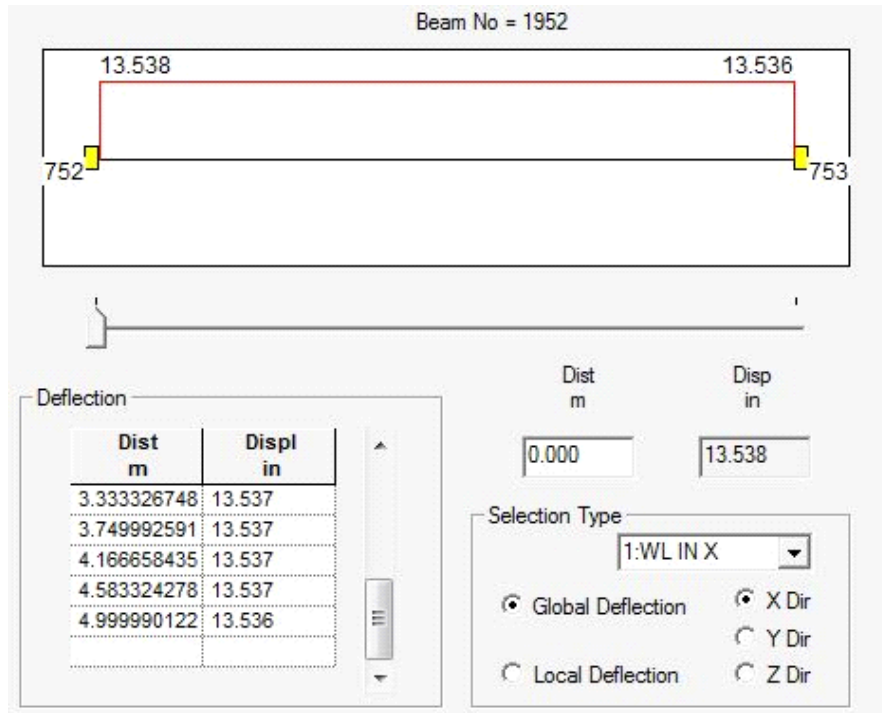 Beam No = 1952
13.538 13.536
752 753
Dist Disp
m in
Deflection
Dist Displ
m in
0.000 13.538
3.333326748 13.537
3.749992591 13.537
4.166658435 13.537
4.583324278 13.537
4.999990122 13.536
Selection Type
1:WL IN X
Global Deflection X Dir
Y Dir
Local Deflection Z Dir